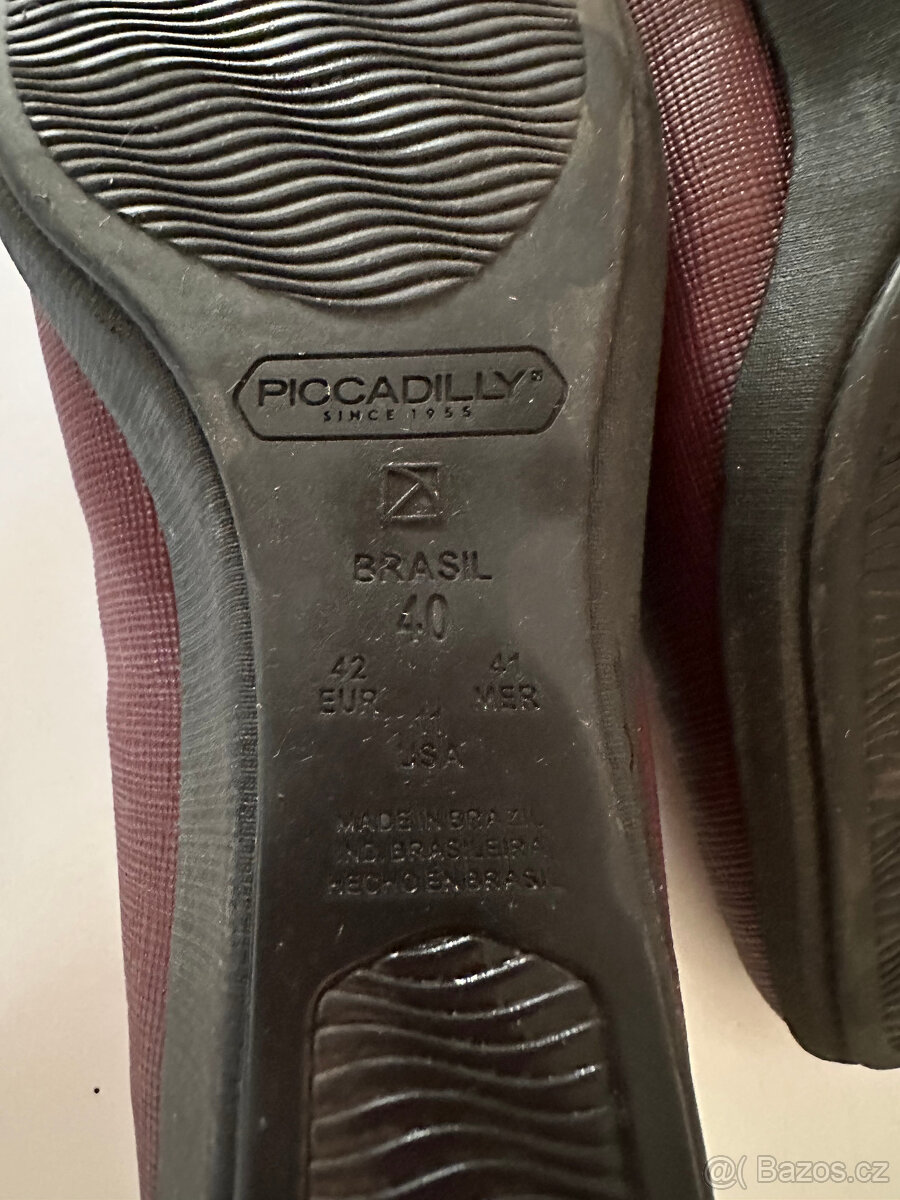 PICCADILLY®
SINCE 1955
BRASIL
40
42 41
EUR MER
11
USA
MADE IN BRAZIL
IND. BRASILEIRA
HECHO EN BRASIL
@( Bazos.cz